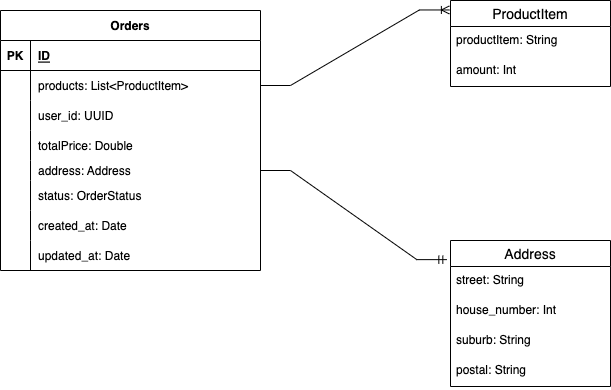 Orders
PK ID
products: List<ProductItem>
user_id: UUID
totalPrice: Double
address: Address
status: OrderStatus
created_at: Date
updated_at: Date
ProductItem
productItem: String
amount: Int
Address
street: String
house_number: Int
suburb: String
postal: String